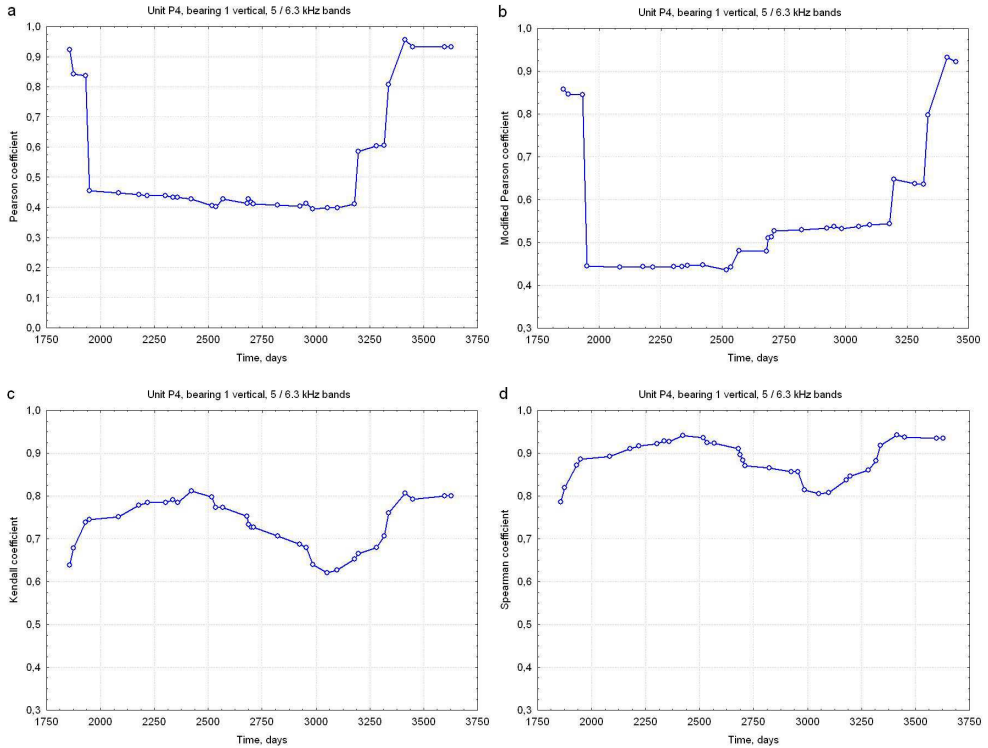 a
Unit P4, bearing 1 vertical, 5 / 6.3 kHz bands
1,0
0,9
0,8
0,7
0,6
0,5
0,4
0,3
0,2
0,1
0,0
Pearson coefficient
1750 2000 2250 2500 2750 3000 3250 3500 3750
Time, days
b
Unit P4, bearing 1 vertical, 5 / 6.3 kHz bands
1,0
0,9
0,8
0,7
0,6
0,5
0,4
0,3
Modified Pearson coefficient
1750 2000 2250 2500 2750 3000 3250 3500
Time, days
c
Unit P4, bearing 1 vertical, 5 / 6.3 kHz bands
1,0
0,9
0,8
0,7
0,6
0,5
0,4
0,3
Kendall coefficient
1750 2000 2250 2500 2750 3000 3250 3500 3750
Time, days
d
Unit P4, bearing 1 vertical, 5 / 6.3 kHz bands
1,0
0,9
0,8
0,7
0,6
0,5
0,4
0,3
Spearman coefficient
1750 2000 2250 2500 2750 3000 3250 3500 3750
Time, days